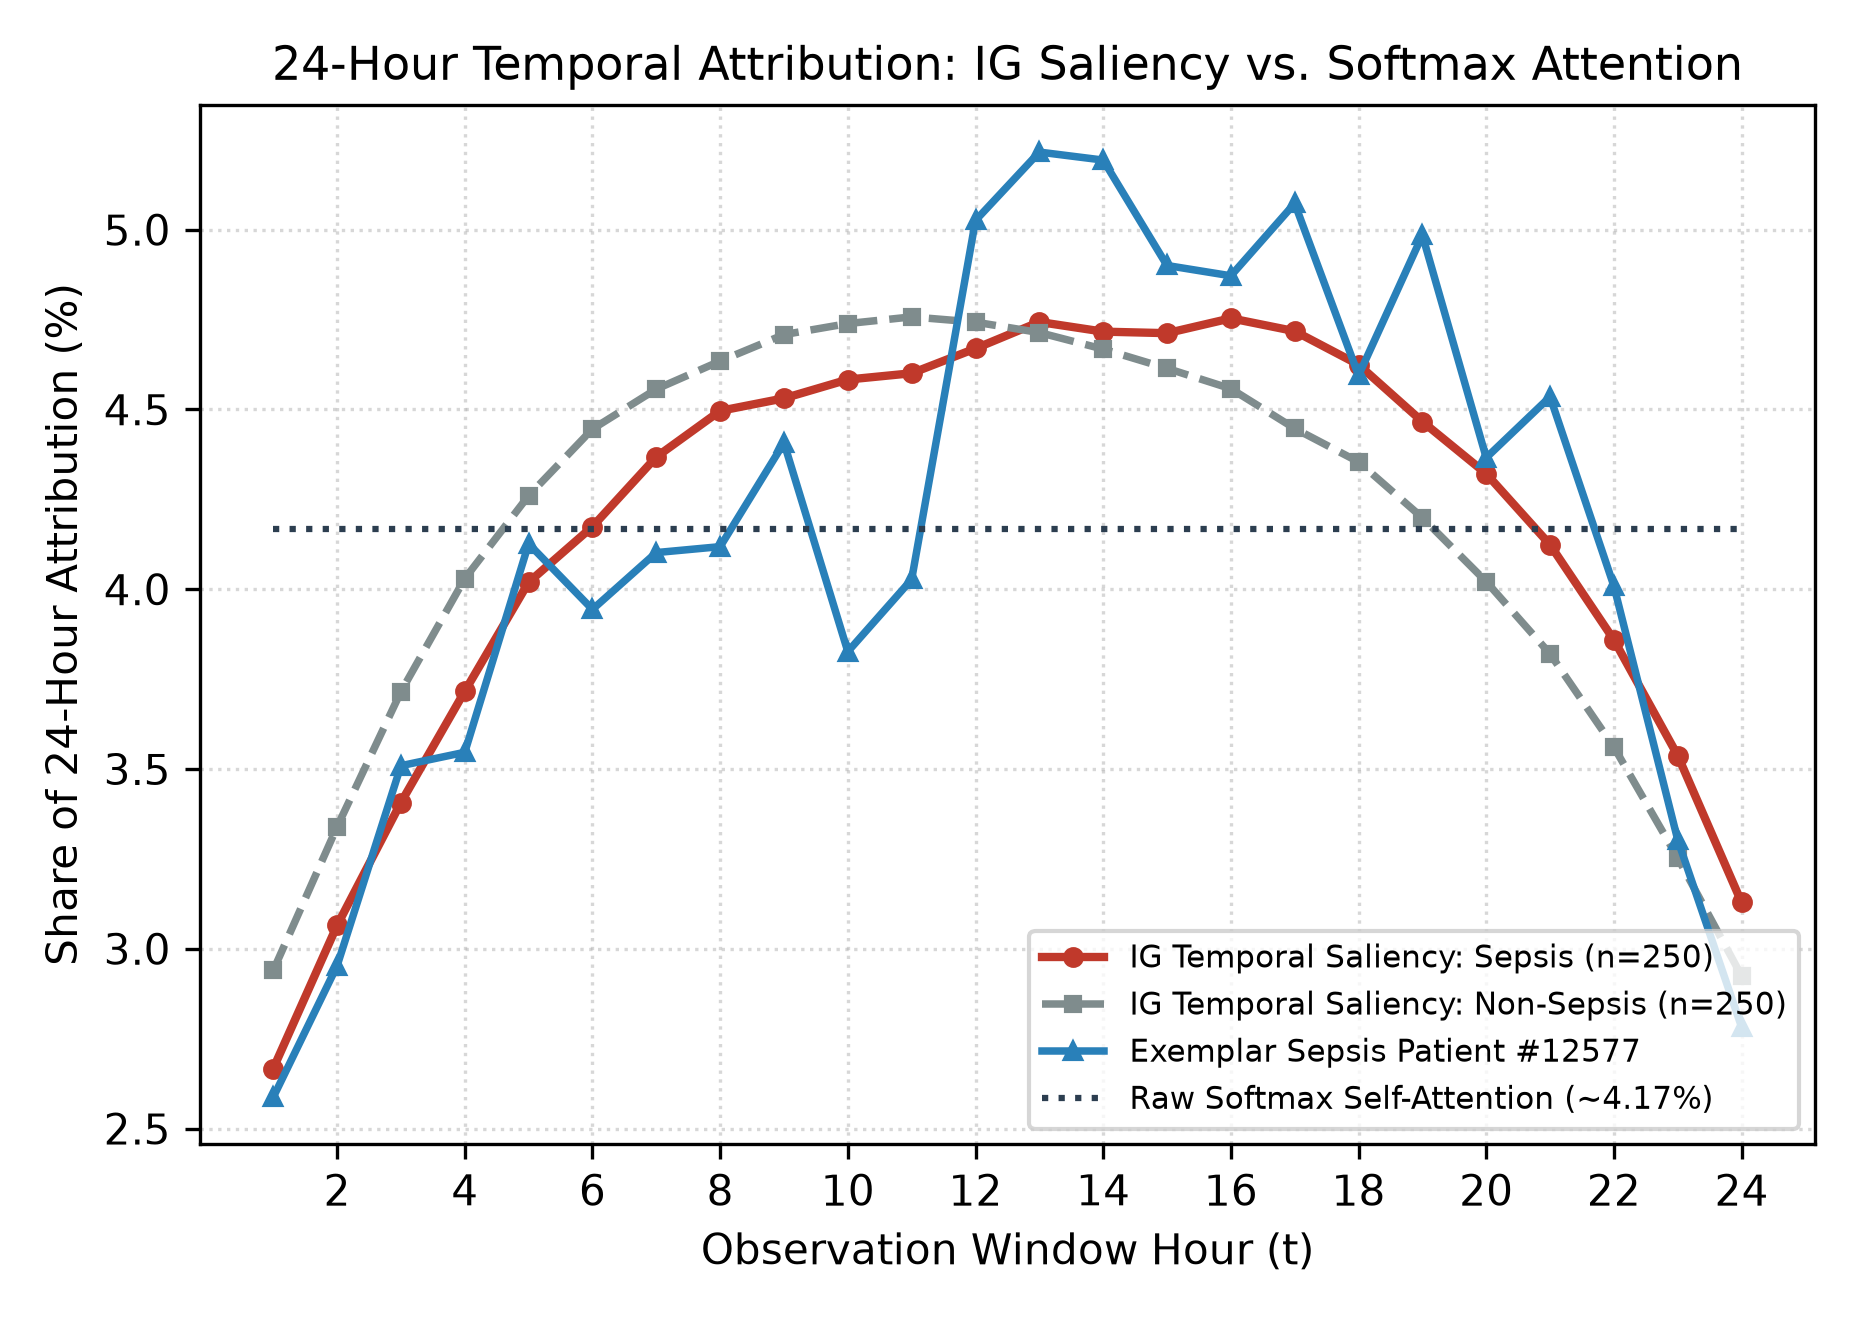 24-Hour Temporal Attribution: IG Saliency vs. Softmax Attention
Share of 24-Hour Attribution (%)
5.0
4.5
4.0
3.5
3.0
2.5
IG Temporal Saliency: Sepsis (n=250)
IG Temporal Saliency: Non-Sepsis (n=250)
Exemplar Sepsis Patient #12577
Raw Softmax Self-Attention (~4.17%)
2 4 6 8 10 12 14 16 18 20 22 24
Observation Window Hour (t)